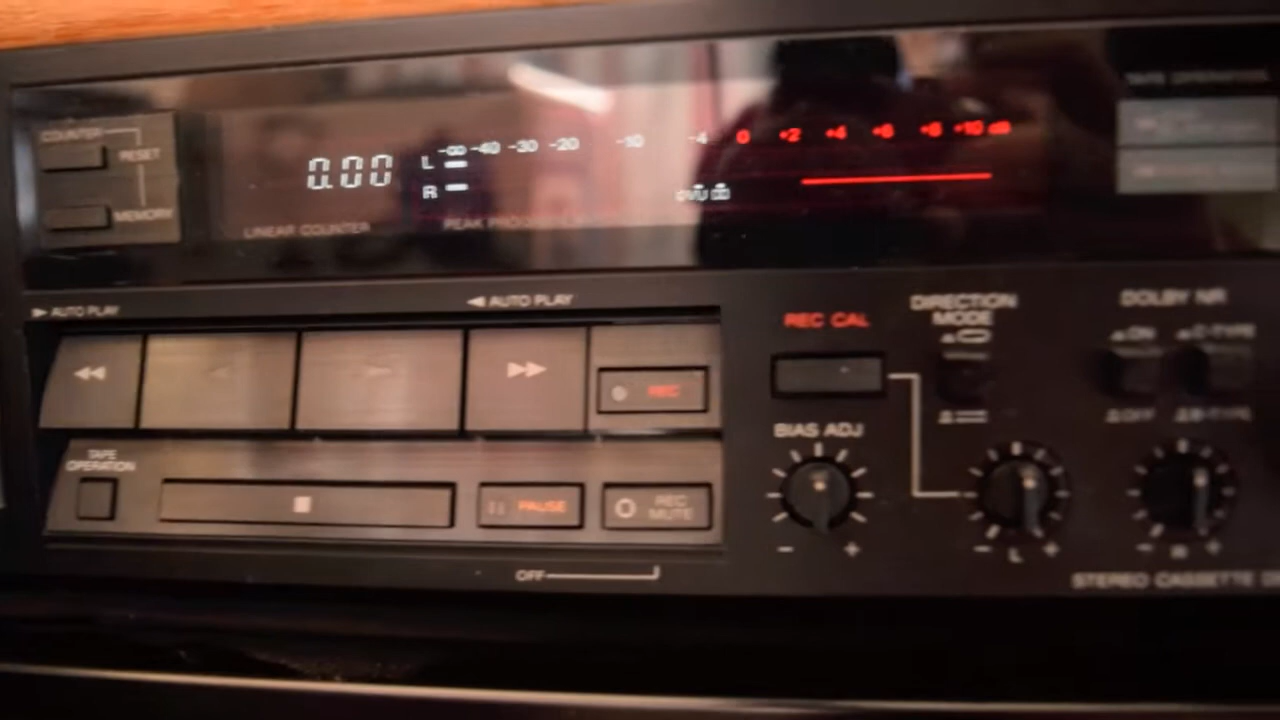 TAPE OPERATION
COUNTER
RESET
MEMORY
0.00
-∞ -40 -30 -20 -10 -4 0 +2 +4 +6 +8 +10 dB
L
R
LINEAR COUNTER
PEAK
▶ AUTO PLAY
◀ AUTO PLAY
REC CAL
DIRECTION
MODE
DOLBY NR
ON
C-TYPE
OFF
B-TYPE
REC
BIAS ADJ
TAPE
OPERATION
PAUSE
REC
MUTE
- +
- L +
- R +
OFF
STEREO CASSETTE